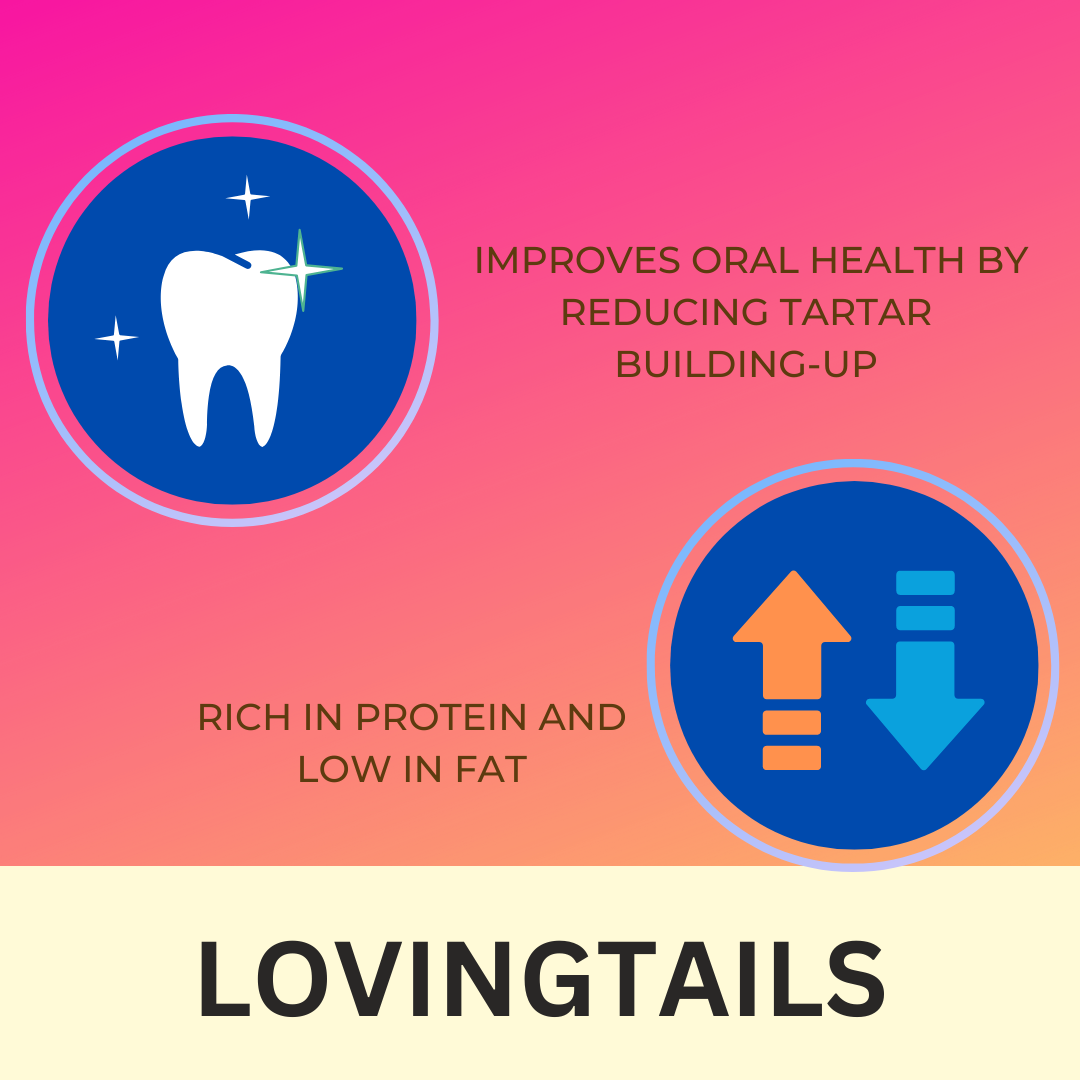 IMPROVES ORAL HEALTH BY
REDUCING TARTAR
BUILDING-UP
RICH IN PROTEIN AND
LOW IN FAT
LOVINGTAILS